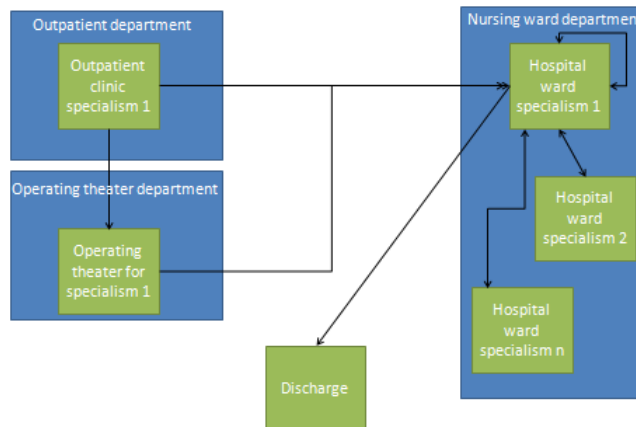 Outpatient department
Outpatient
clinic
specialism 1
Operating theater department
Operating
theater for
specialism 1
Nursing ward department
Hospital
ward
specialism 1
Hospital
ward
specialism 2
Hospital
ward
specialism n
Discharge